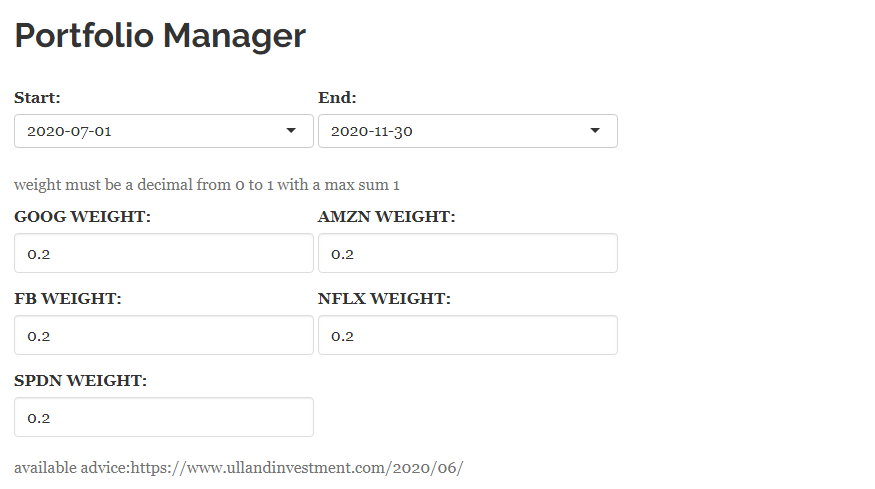 Portfolio Manager
Start: End:
2020-07-01 2020-11-30
weight must be a decimal from 0 to 1 with a max sum 1
GOOG WEIGHT: AMZN WEIGHT:
0.2 0.2
FB WEIGHT: NFLX WEIGHT:
0.2 0.2
SPDN WEIGHT:
0.2
available advice:https://www.ullandinvestment.com/2020/06/